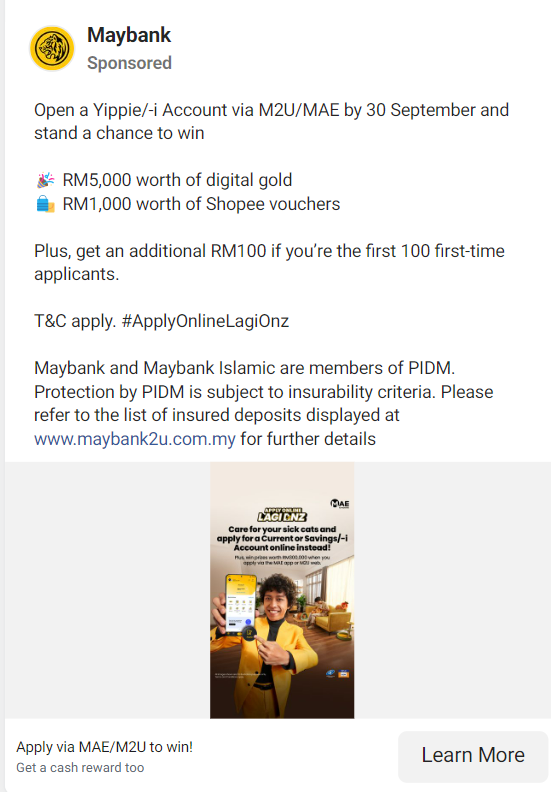 Maybank
Sponsored
Open a Yippie/-i Account via M2U/MAE by 30 September and
stand a chance to win
RM5,000 worth of digital gold
RM1,000 worth of Shopee vouchers
Plus, get an additional RM100 if you're the first 100 first-time
applicants.
T&C apply. #ApplyOnlineLagiOnz
Maybank and Maybank Islamic are members of PIDM.
Protection by PIDM is subject to insurability criteria. Please
refer to the list of insured deposits displayed at
www.maybank2u.com.my for further details
MAE
APPLY ONLINE
LAGI ONZ
Care for your sick cats and
apply for a Current or Savings/-i
Account online instead!
Plus, win prizes worth when you
apply via the MAE app or M2U web.
Apply via MAE/M2U to win!
Get a cash reward too
Learn More